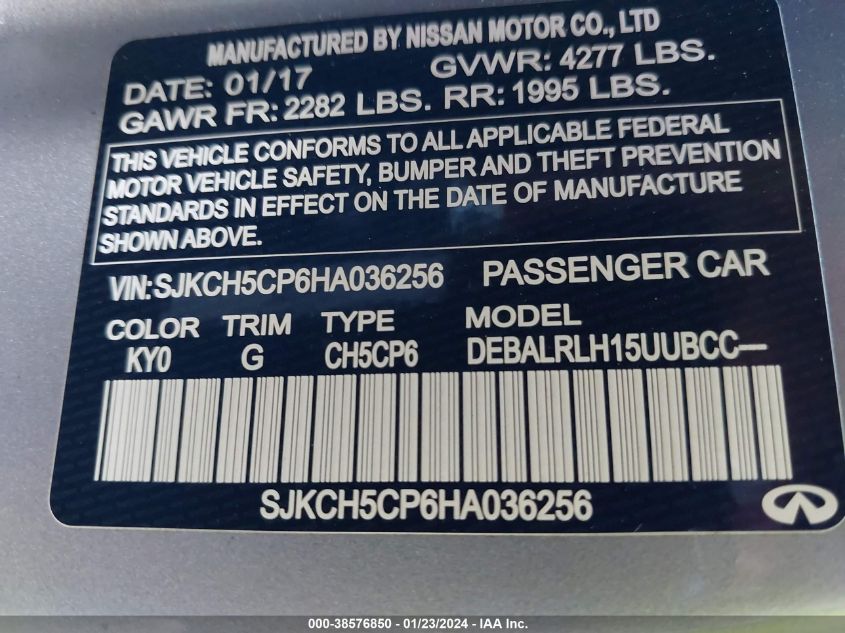 MANUFACTURED BY NISSAN MOTOR CO., LTD
DATE: 01/17 GVWR: 4277 LBS.
GAWR FR: 2282 LBS. RR: 1995 LBS.
THIS VEHICLE CONFORMS TO ALL APPLICABLE FEDERAL
MOTOR VEHICLE SAFETY, BUMPER AND THEFT PREVENTION
STANDARDS IN EFFECT ON THE DATE OF MANUFACTURE
SHOWN ABOVE.
VIN:SJKCH5CP6HA036256 PASSENGER CAR
COLOR TRIM TYPE MODEL
KY0 G CH5CP6 DEBALRLH15UUBCC—
SJKCH5CP6HA036256
000-38576850 - 01/23/2024 - IAA Inc.